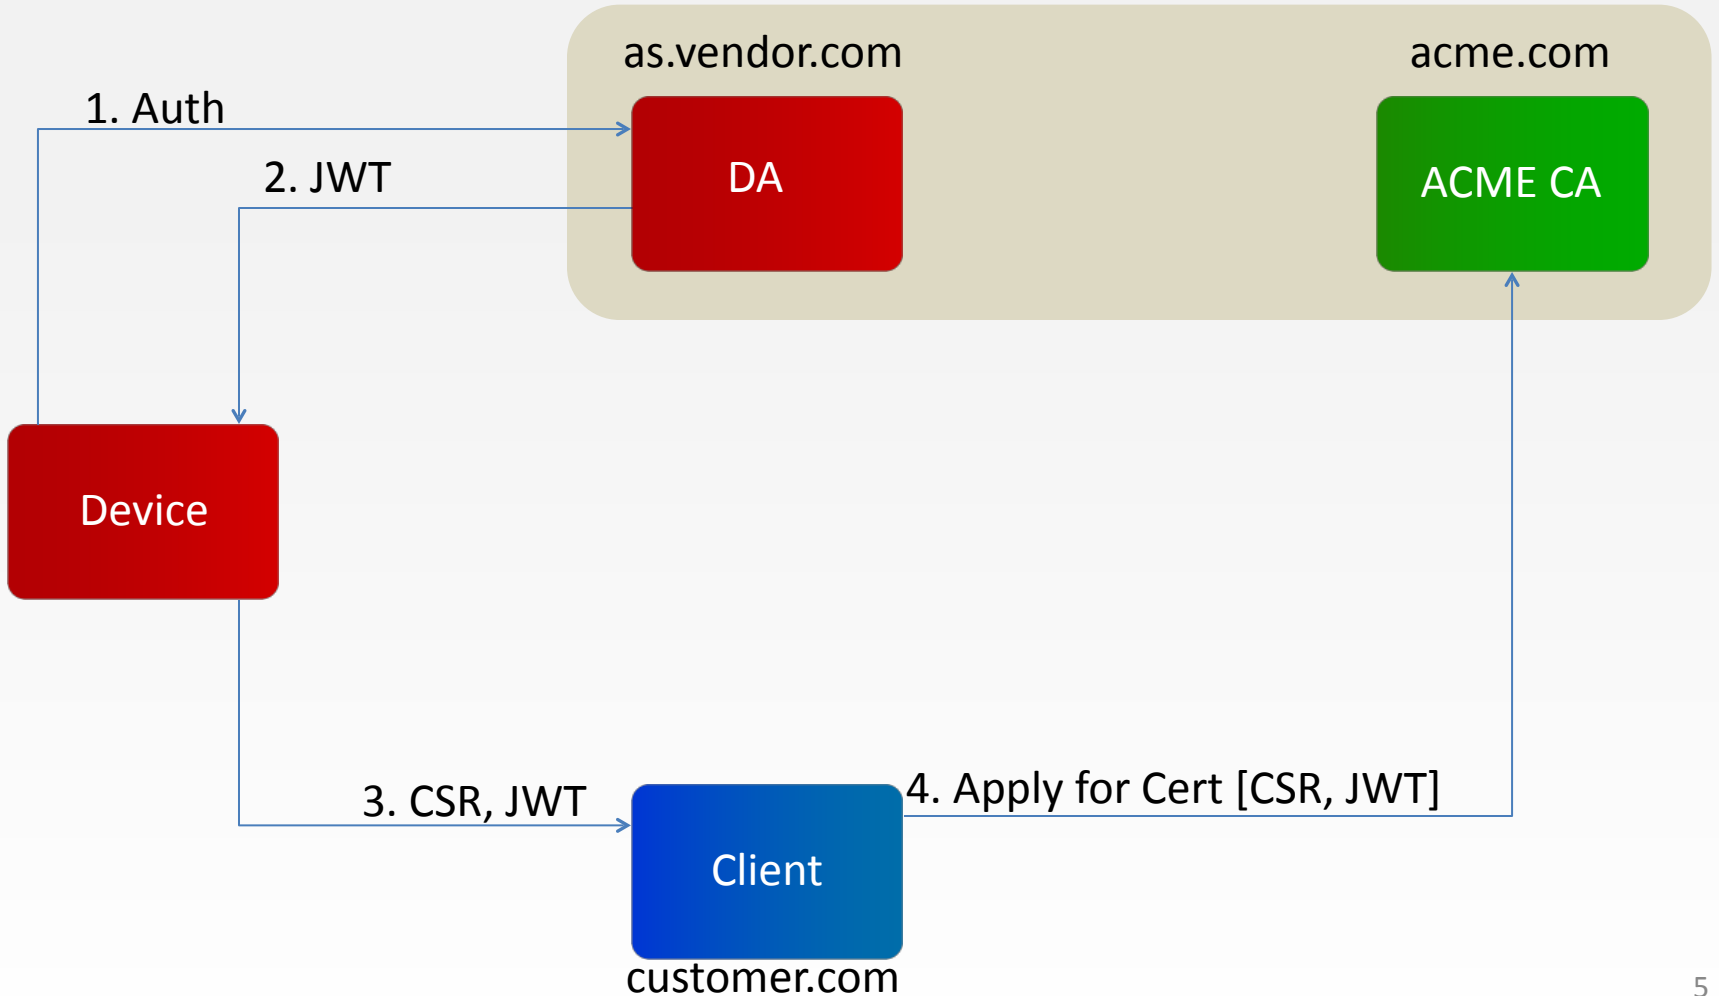 as.vendor.com
acme.com
1. Auth
2. JWT
DA
ACME CA
Device
3. CSR, JWT
4. Apply for Cert [CSR, JWT]
Client
customer.com
5